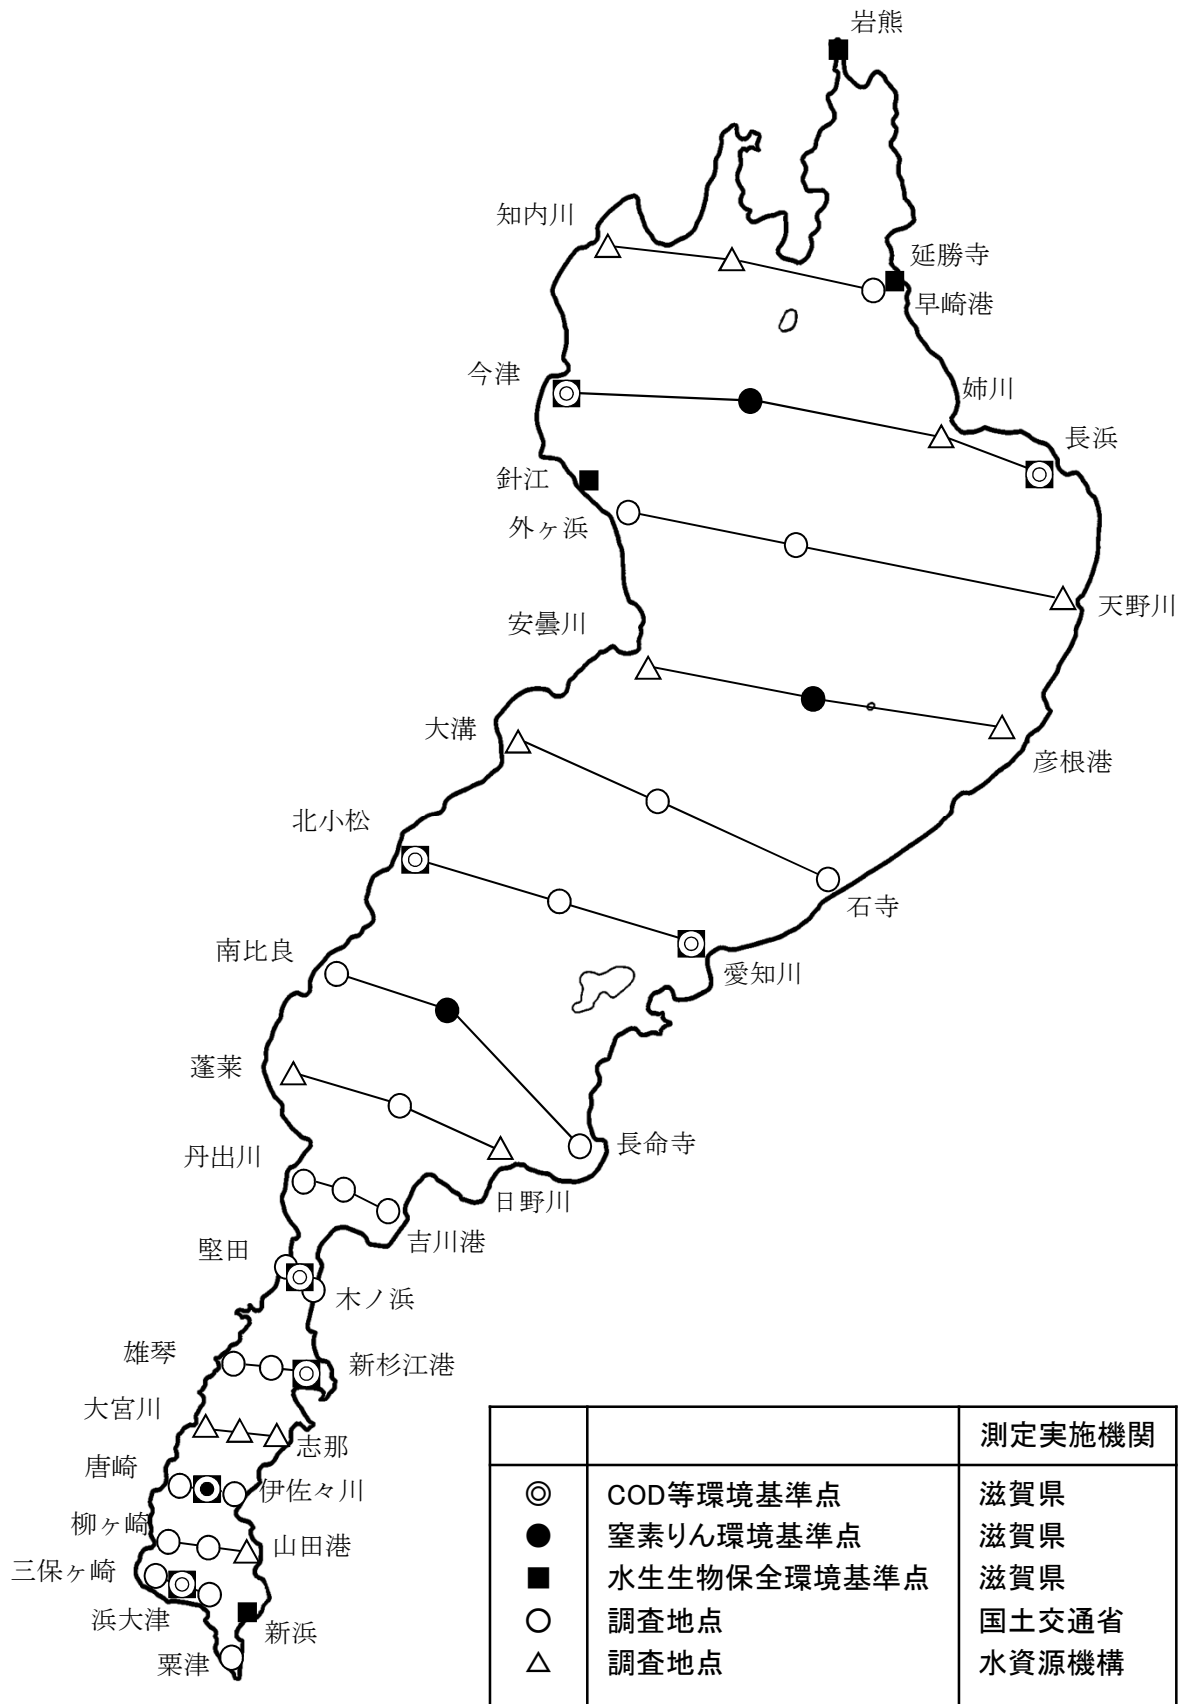 岩熊
知内川
延勝寺
早崎港
今津
姉川
長浜
針江
外ヶ浜
天野川
安曇川
大溝
彦根港
北小松
石寺
南比良
愛知川
蓬莱
長命寺
丹出川
日野川
吉川港
堅田
木ノ浜
雄琴
新杉江港
大宮川
志那
唐崎
伊佐々川
柳ヶ崎
山田港
三保ヶ崎
浜大津
新浜
粟津
測定実施機関
◎ COD等環境基準点 滋賀県
● 窒素りん環境基準点 滋賀県
■ 水生生物保全環境基準点 滋賀県
○ 調査地点 国土交通省
△ 調査地点 水資源機構